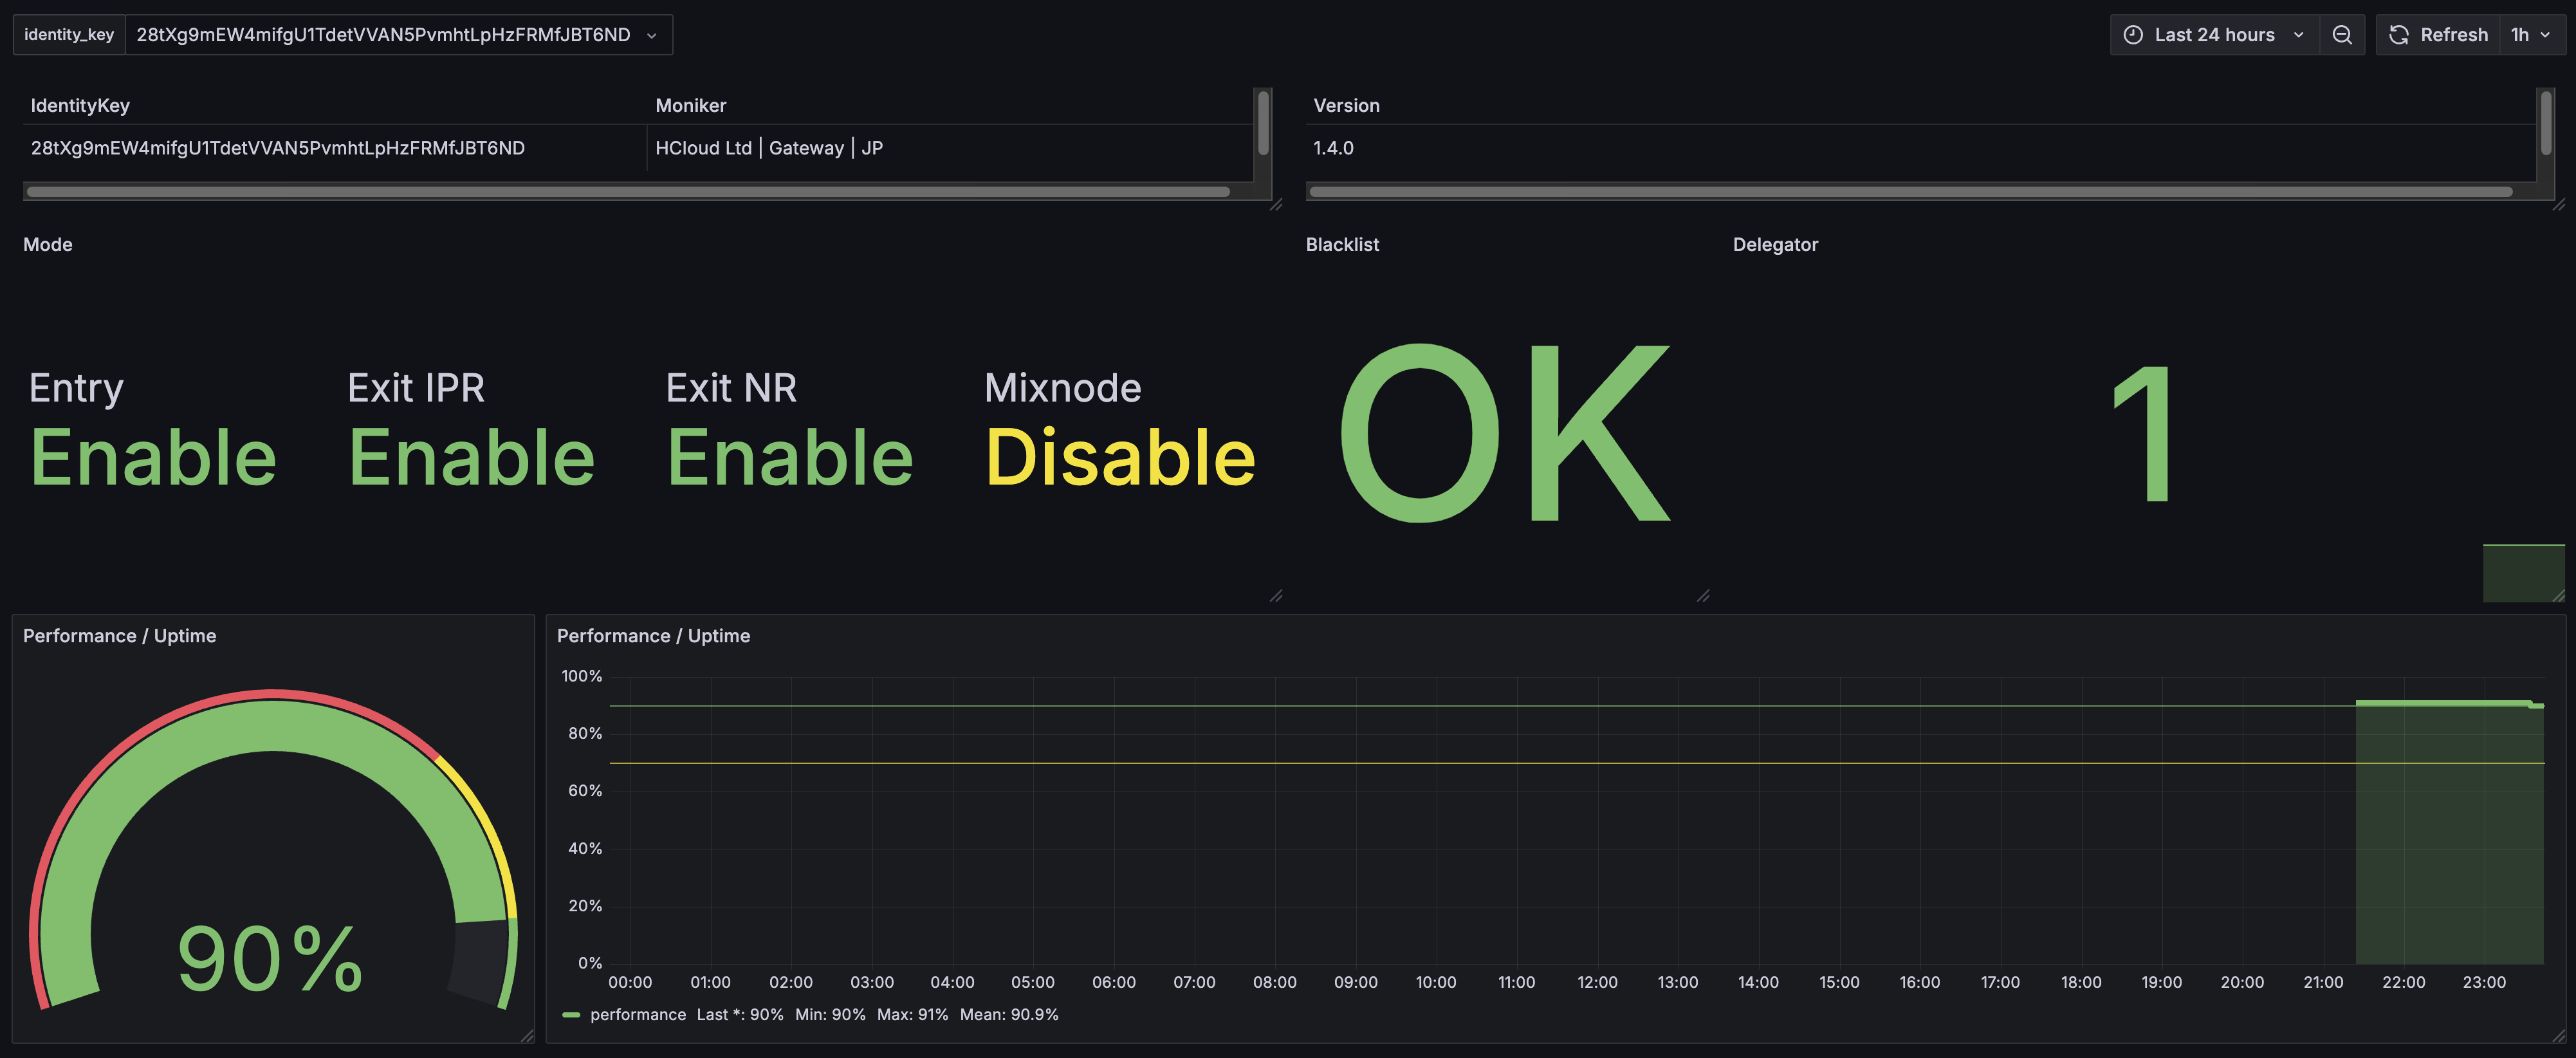 identity_key 28tXg9mEW4mifgU1TdetVVAN5PvmhtLpHzFRMfJBT6ND Last 24 hours Refresh 1h
IdentityKey Moniker Version
28tXg9mEW4mifgU1TdetVVAN5PvmhtLpHzFRMfJBT6ND HCloud Ltd | Gateway | JP 1.4.0
Mode Blacklist Delegator
Entry Exit IPR Exit NR Mixnode
Enable Enable Enable Disable
OK
1
Performance / Uptime
90%
Performance / Uptime
100%
80%
60%
40%
20%
0%
00:00 01:00 02:00 03:00 04:00 05:00 06:00 07:00 08:00 09:00 10:00 11:00 12:00 13:00 14:00 15:00 16:00 17:00 18:00 19:00 20:00 21:00 22:00 23:00
performance Last *: 90% Min: 90% Max: 91% Mean: 90.9%